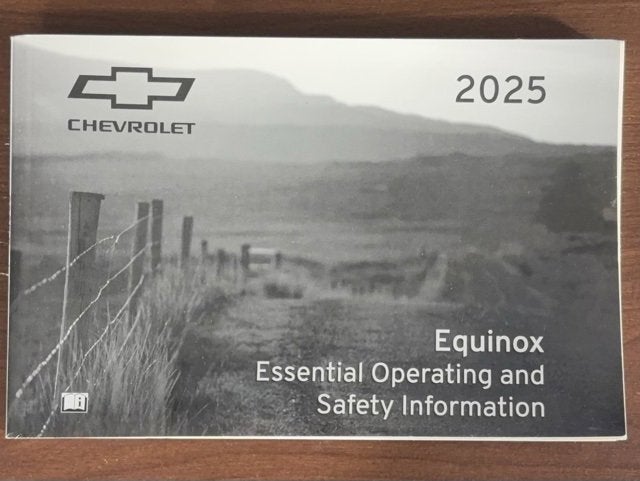 CHEVROLET
2025
Equinox
Essential Operating and
Safety Information